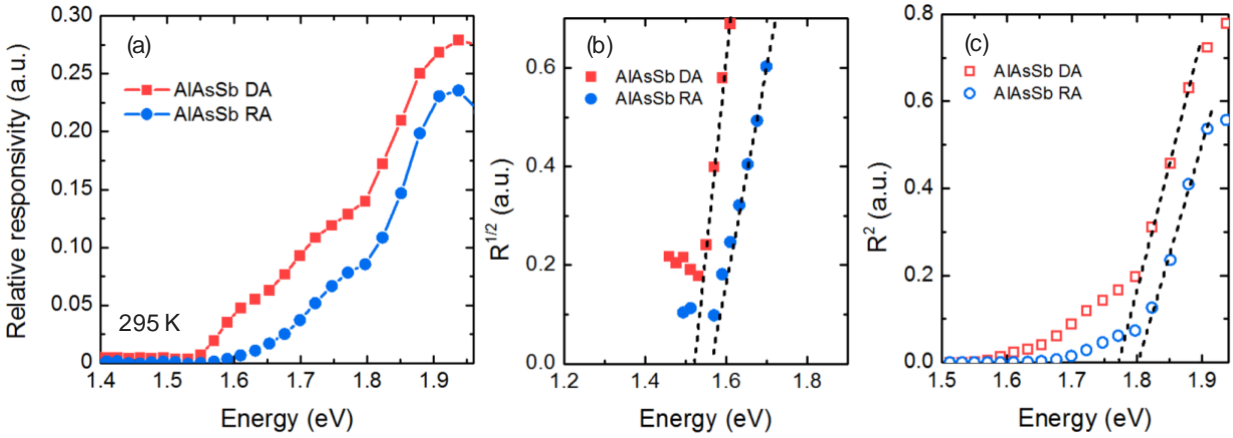 (a)
Relative responsivity (a.u.)
0.30
0.25
0.20
0.15
0.10
0.05
0
AlAsSb DA
AlAsSb RA
295 K
1.4 1.5 1.6 1.7 1.8 1.9
Energy (eV)
(b)
R1/2 (a.u.)
0.6
0.4
0.2
0.0
AlAsSb DA
AlAsSb RA
1.2 1.4 1.6 1.8
Energy (eV)
(c)
R2 (a.u.)
0.8
0.6
0.4
0.2
0.0
AlAsSb DA
AlAsSb RA
1.5 1.6 1.7 1.8 1.9
Energy (eV)